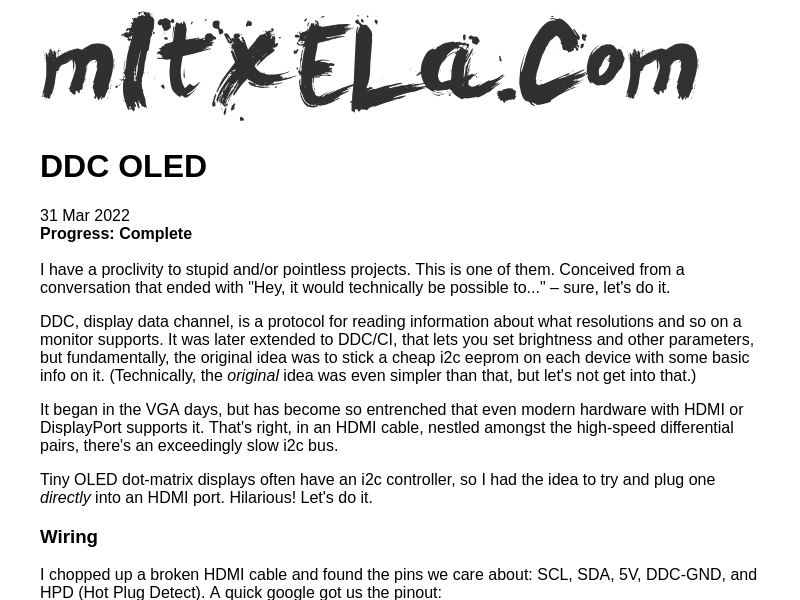 mItxELa.Com
DDC OLED
31 Mar 2022
Progress: Complete
I have a proclivity to stupid and/or pointless projects. This is one of them. Conceived from a
conversation that ended with "Hey, it would technically be possible to..." – sure, let's do it.
DDC, display data channel, is a protocol for reading information about what resolutions and so on a
monitor supports. It was later extended to DDC/CI, that lets you set brightness and other parameters,
but fundamentally, the original idea was to stick a cheap i2c eeprom on each device with some basic
info on it. (Technically, the original idea was even simpler than that, but let's not get into that.)
It began in the VGA days, but has become so entrenched that even modern hardware with HDMI or
DisplayPort supports it. That's right, in an HDMI cable, nestled amongst the high-speed differential
pairs, there's an exceedingly slow i2c bus.
Tiny OLED dot-matrix displays often have an i2c controller, so I had the idea to try and plug one
directly into an HDMI port. Hilarious! Let's do it.
Wiring
I chopped up a broken HDMI cable and found the pins we care about: SCL, SDA, 5V, DDC-GND, and
HPD (Hot Plug Detect). A quick google got us the pinout: